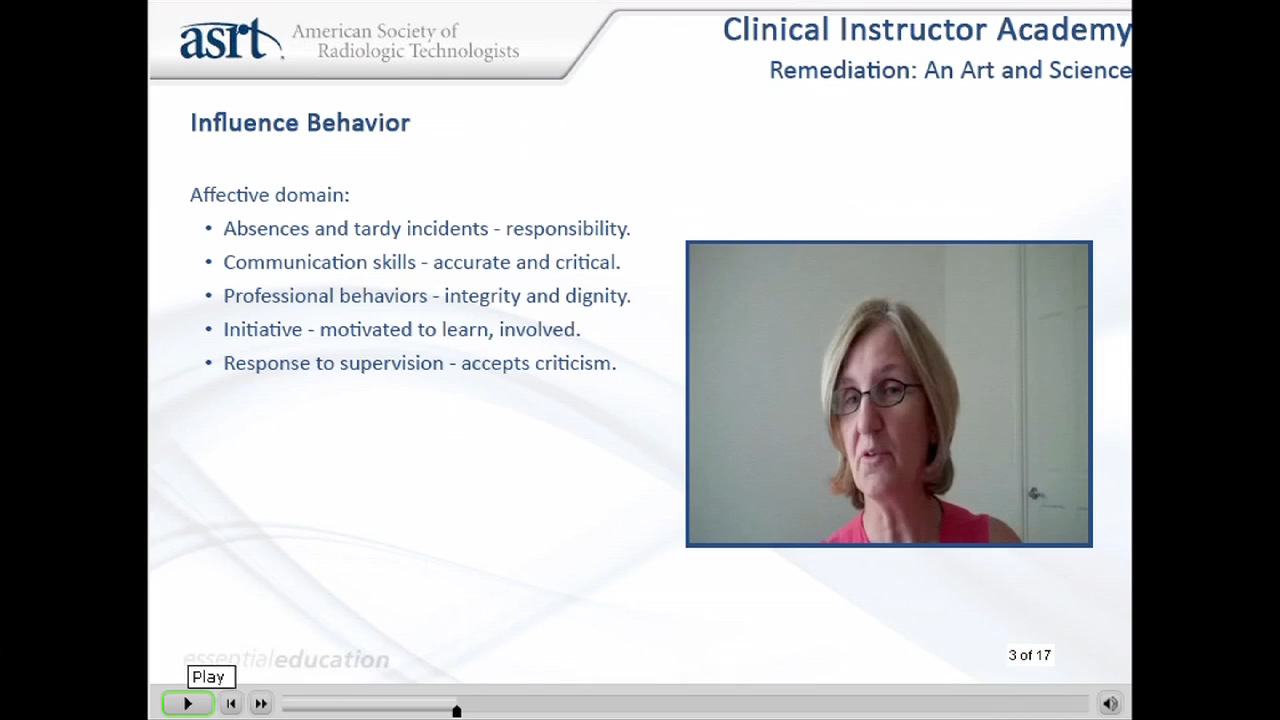 asrt
American Society of
Radiologic Technologists
Clinical Instructor Academy
Remediation: An Art and Science
Influence Behavior
Affective domain:
• Absences and tardy incidents - responsibility.
• Communication skills - accurate and critical.
• Professional behaviors - integrity and dignity.
• Initiative - motivated to learn, involved.
• Response to supervision - accepts criticism.
essentialeducation
3 of 17
Play